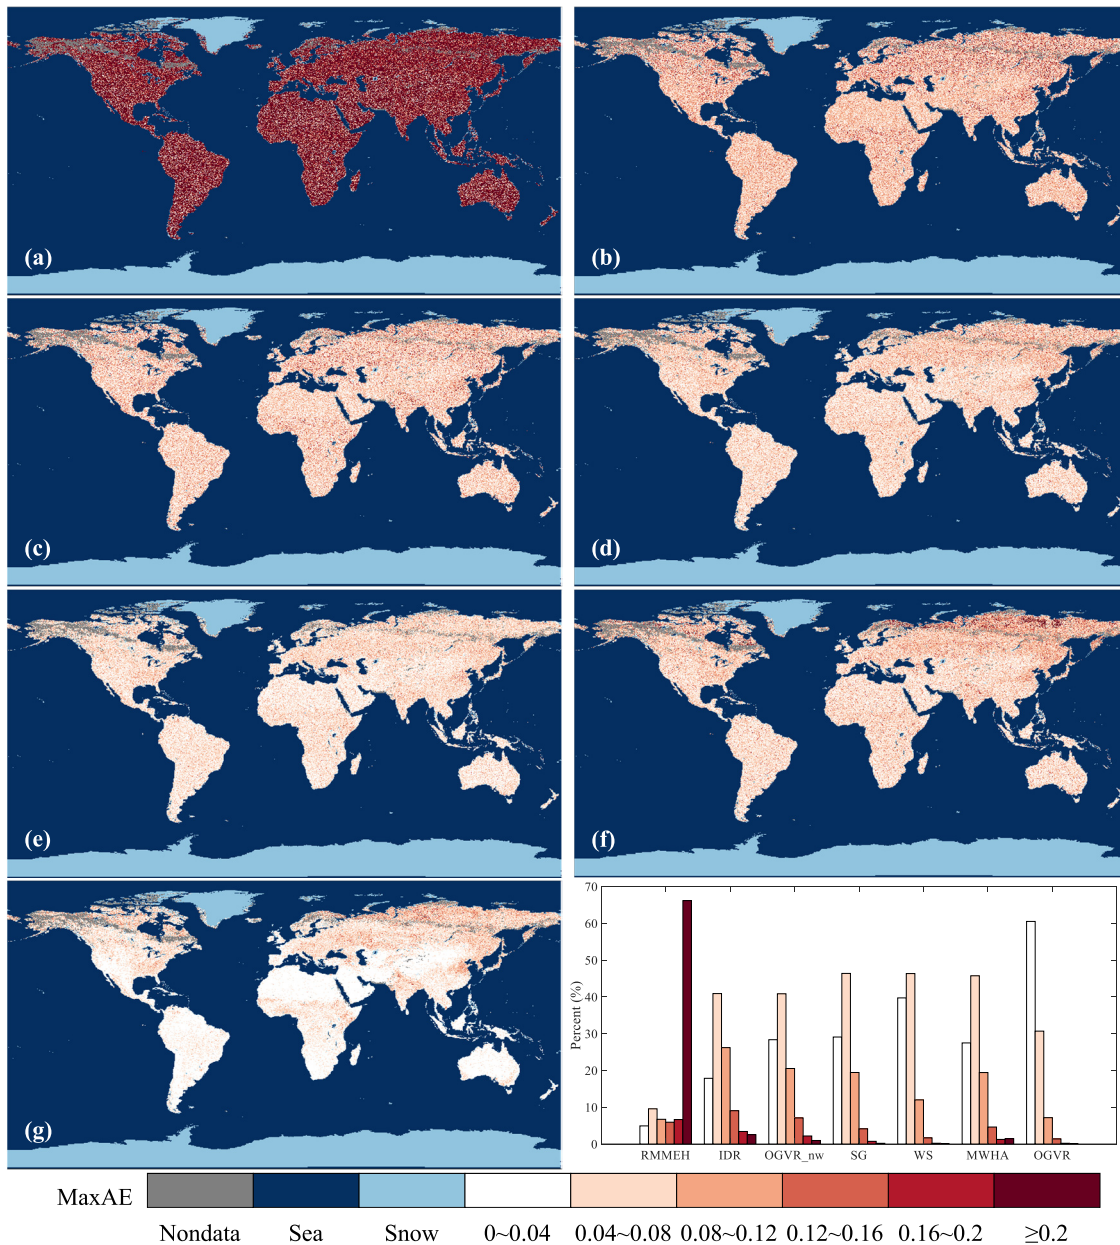 (a)
(b)
(c)
(d)
(e)
(f)
(g)
70
60
50
40
30
20
10
0
Percent (%)
RMMEH IDR OGVR_nw SG WS MWHA OGVR
MaxAE
Nondata Sea Snow 0~0.04 0.04~0.08 0.08~0.12 0.12~0.16 0.16~0.2 ≥0.2